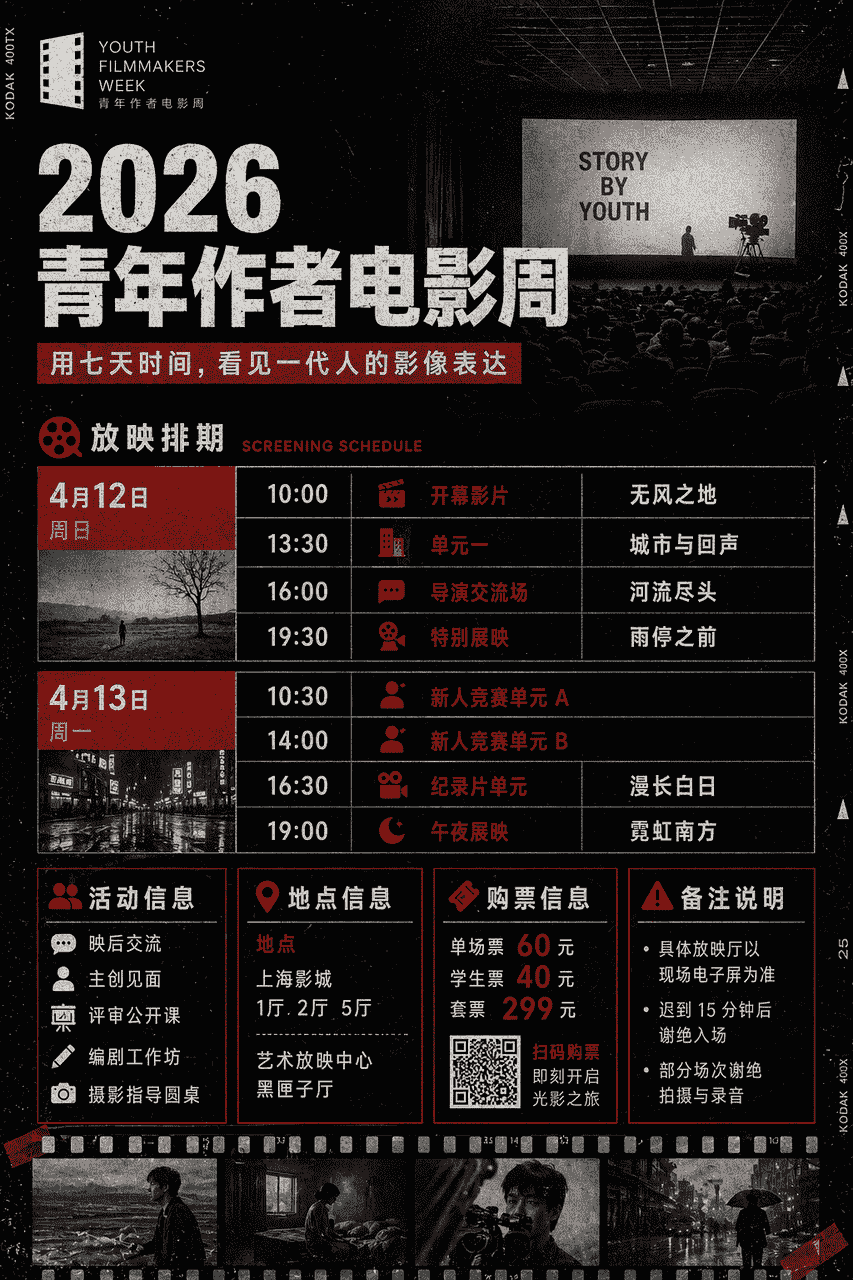 YOUTH
FILMMAKERS
WEEK
青年作者电影周
KODAK 400TX
STORY
BY
YOUTH
2026
青年作者电影周
用七天时间，看见一代人的影像表达
KODAK 400X
放映排期 SCREENING SCHEDULE
4月12日
周日
10:00 开幕影片 无风之地
13:30 单元一 城市与回声
16:00 导演交流场 河流尽头
19:30 特别展映 雨停之前
4月13日
周一
10:30 新人竞赛单元 A
14:00 新人竞赛单元 B
16:30 纪录片单元 漫长白日
19:00 午夜展映 霓虹南方
KODAK 400X
活动信息
映后交流
主创见面
评审公开课
编剧工作坊
摄影指导圆桌
地点信息
地点
上海影城
1厅 2厅 5厅
艺术放映中心
黑匣子厅
购票信息
单场票 60 元
学生票 40 元
套票 299 元
扫码购票
即刻开启
光影之旅
备注说明
• 具体放映厅以
现场电子屏为准
• 迟到 15 分钟后
谢绝入场
• 部分场次谢绝
拍摄与录音
25
KODAK 400X